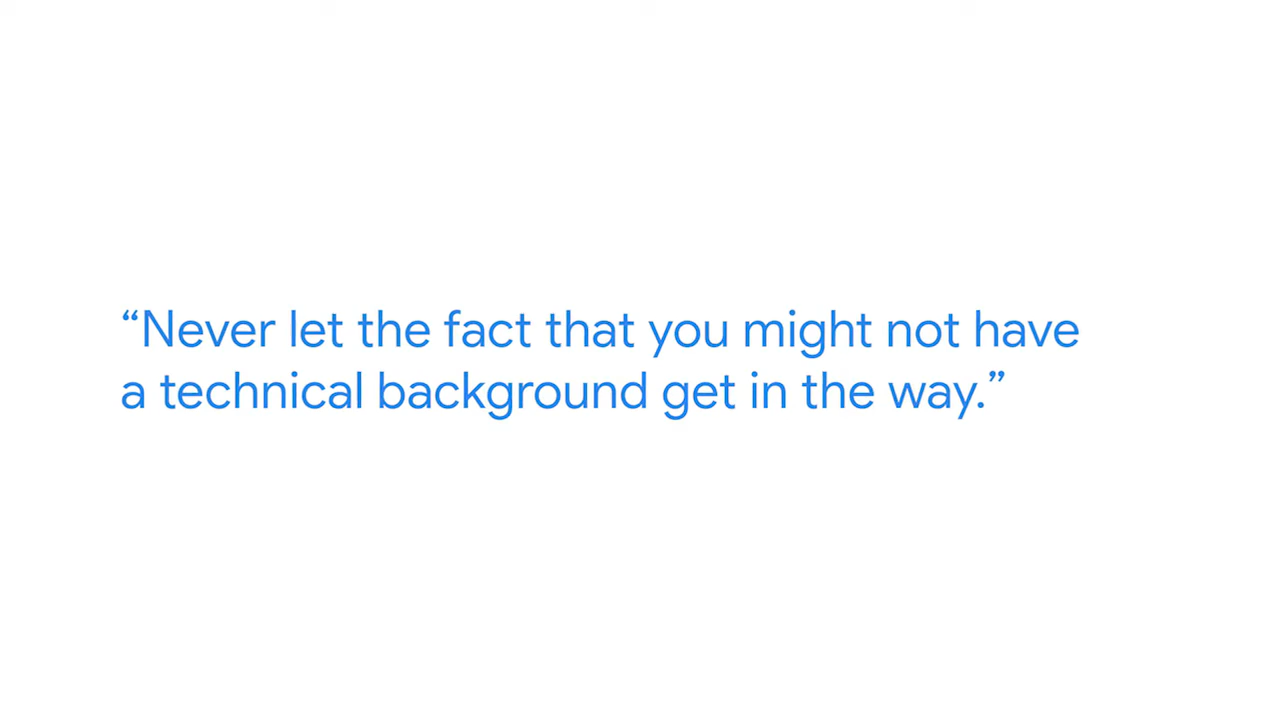 “Never let the fact that you might not have
a technical background get in the way.”